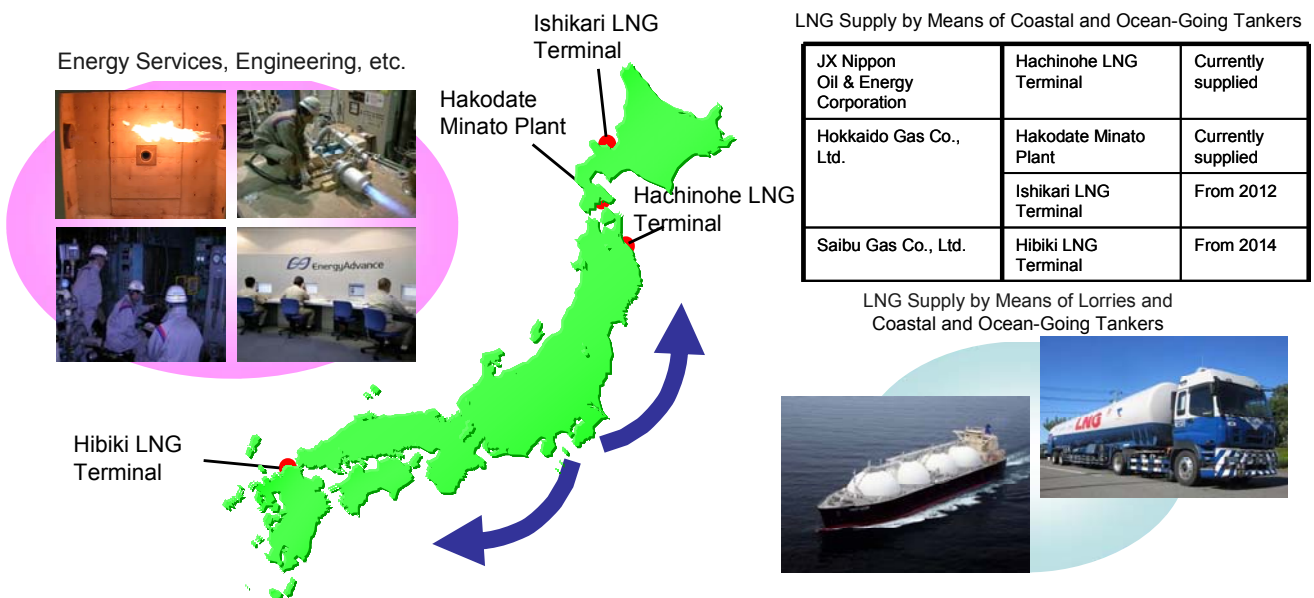 Energy Services, Engineering, etc.
EnergyAdvance
Ishikari LNG
Terminal
Hakodate
Minato Plant
Hachinohe LNG
Terminal
Hibiki LNG
Terminal
LNG Supply by Means of Coastal and Ocean-Going Tankers
JX Nippon
Oil & Energy
Corporation
Hachinohe LNG
Terminal
Currently
supplied
Hokkaido Gas Co.,
Ltd.
Hakodate Minato
Plant
Currently
supplied
Ishikari LNG
Terminal
From 2012
Saibu Gas Co., Ltd.
Hibiki LNG
Terminal
From 2014
LNG Supply by Means of Lorries and
Coastal and Ocean-Going Tankers
LNG